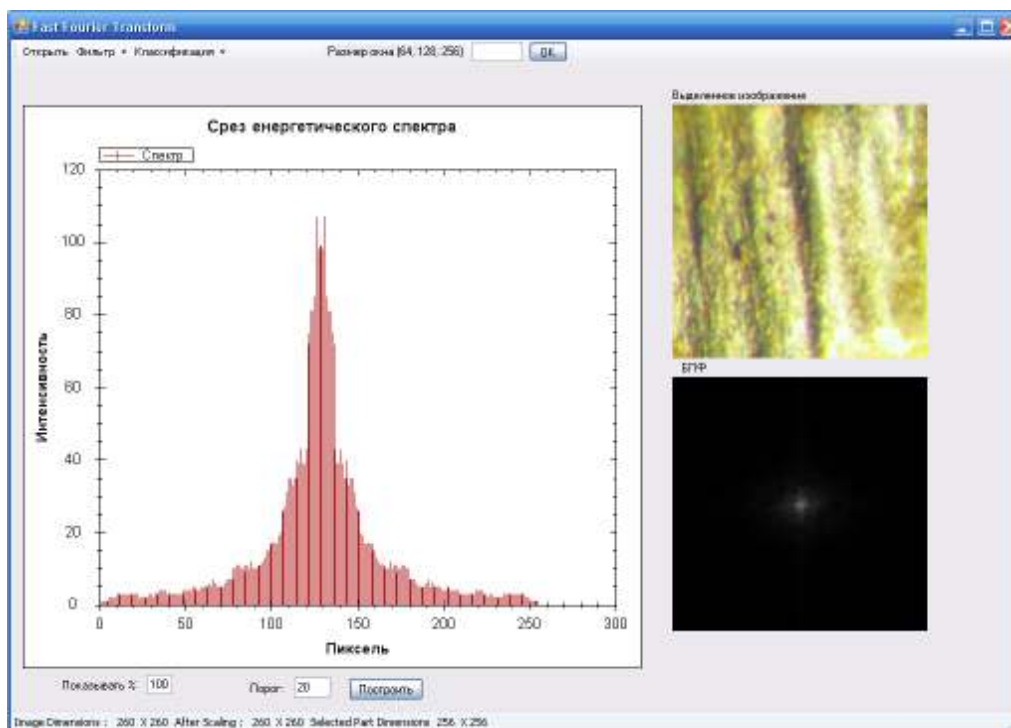 Fast Fourier Transform
Открыть Фильтр Классификация Размер окна (64, 128, 256) OK
Выделенное изображение
Срез енергетического спектра
Спектр
120
100
80
60
40
20
0
Интенсивность
0 50 100 150 200 250 300
Пиксель
БПФ
Показывать % 100 Порог: 20 Построить
Image Dimensions : 260 X 260 After Scaling : 260 X 260 Selected Part Dimensions 256 X 256